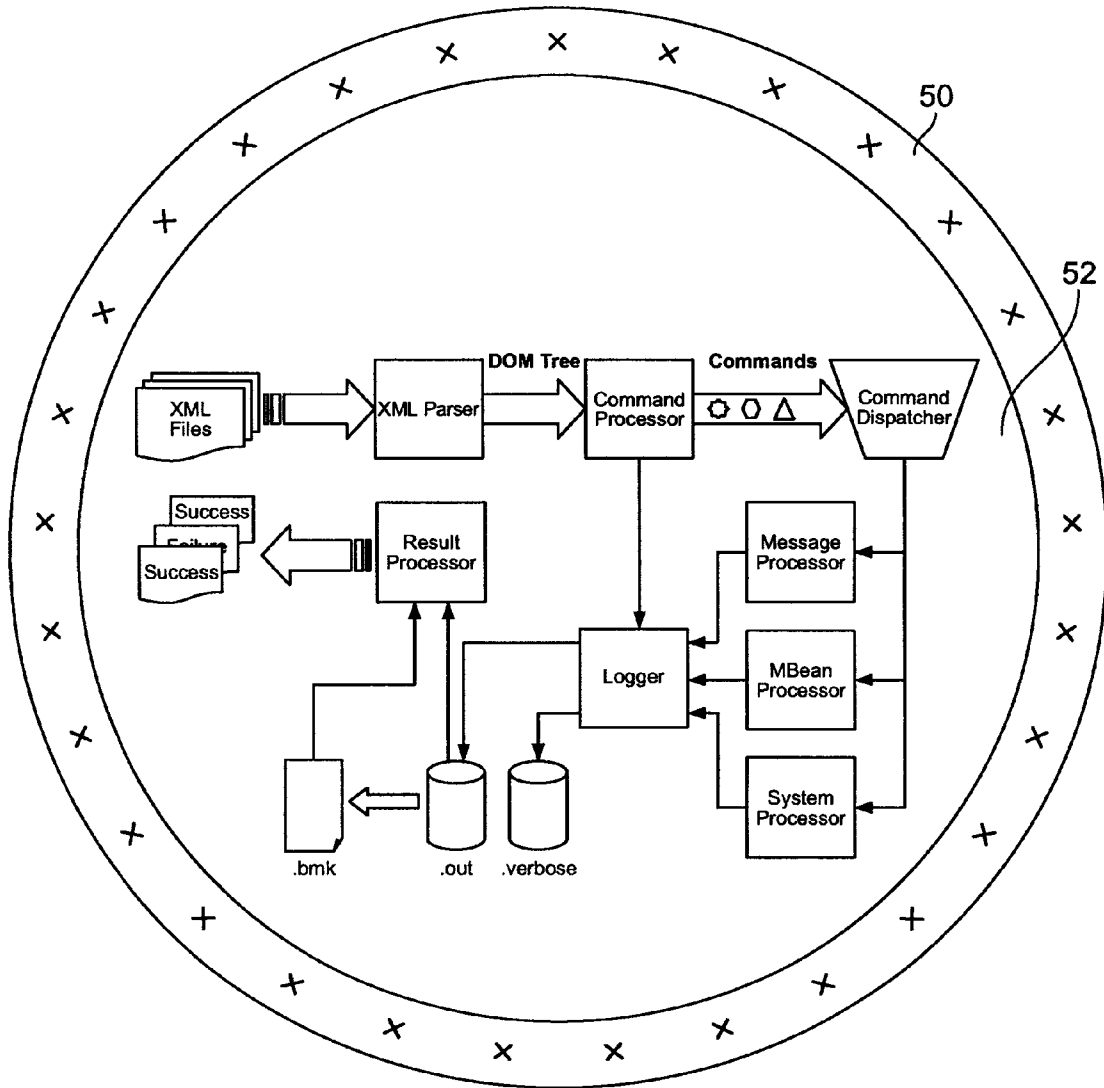 50
52
DOM Tree
Commands
XML
Files
XML Parser
Command
Processor
Command
Dispatcher
Success
Failure
Success
Result
Processor
Message
Processor
Logger
MBean
Processor
System
Processor
.bmk
.out
.verbose